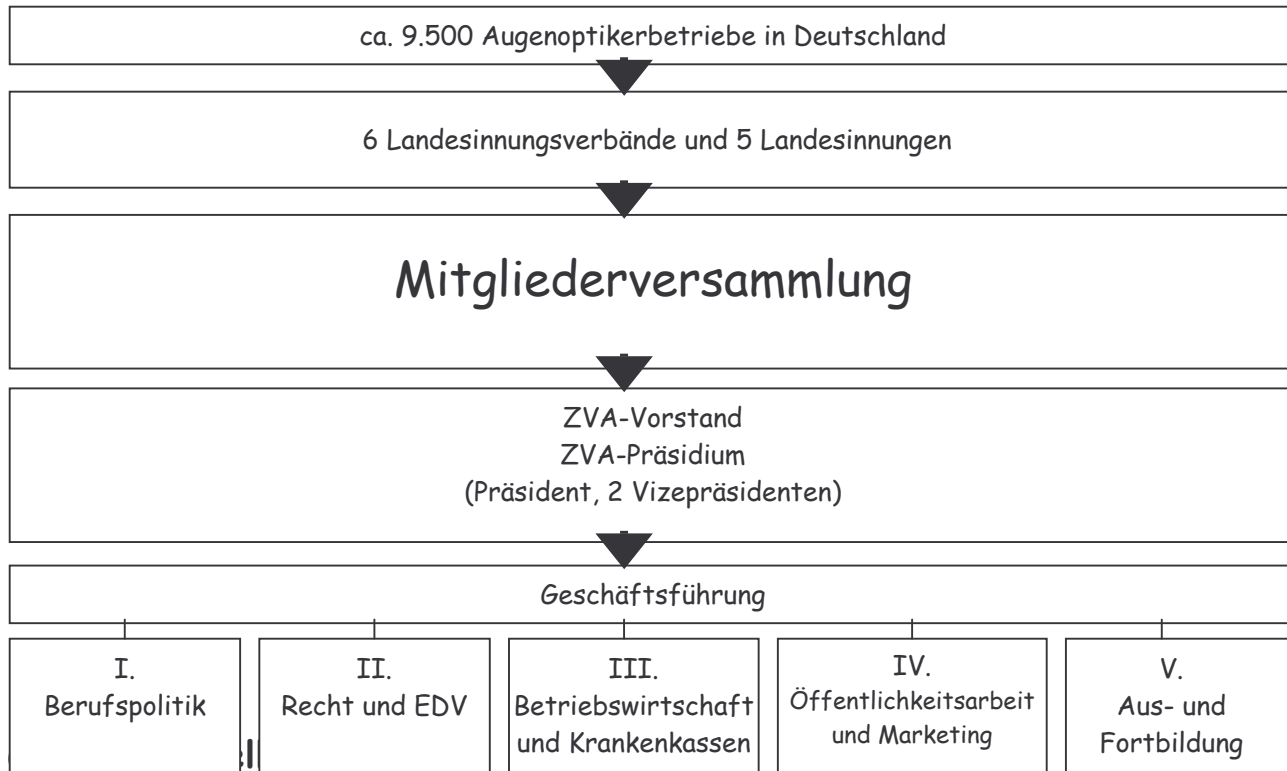 ca. 9.500 Augenoptikerbetriebe in Deutschland
6 Landesinnungsverbände und 5 Landesinnungen
Mitgliederversammlung
ZVA-Vorstand
ZVA-Präsidium
(Präsident, 2 Vizepräsidenten)
Geschäftsführung
I.
Berufspolitik
II.
Recht und EDV
III.
Betriebswirtschaft
und Krankenkassen
IV.
Öffentlichkeitsarbeit
und Marketing
V.
Aus- und
Fortbildung